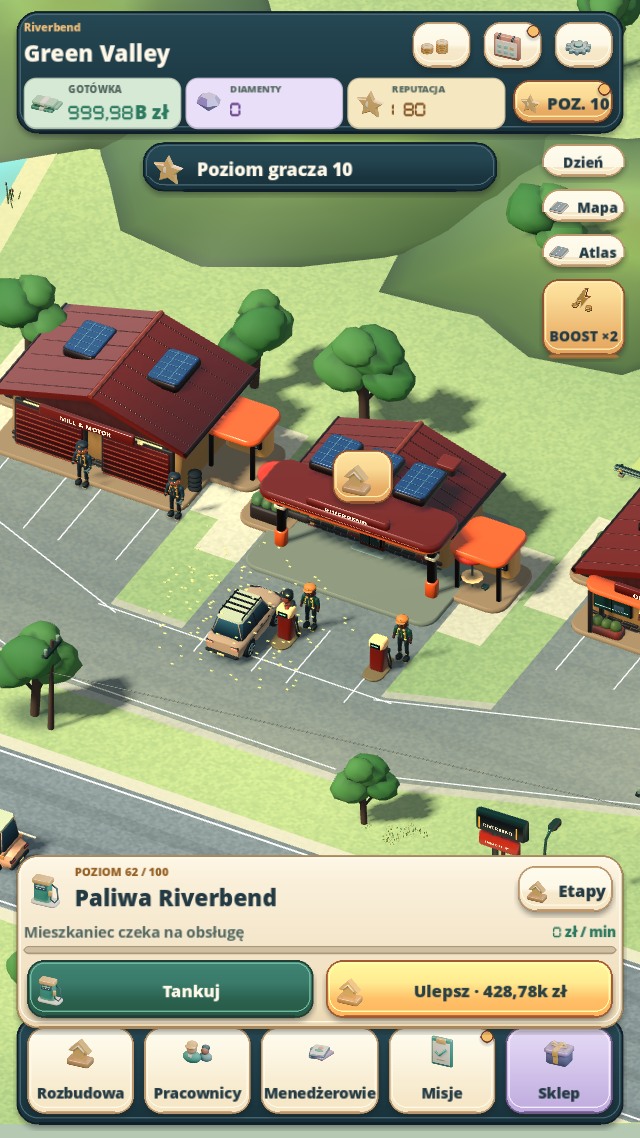 Riverbend
Green Valley
GOTÓWKA
999,98B zł
DIAMENTY
0
REPUTACJA
180
POZ. 10
Poziom gracza 10
Dzień
Mapa
Atlas
BOOST ×2
MILL & MOTOR
RIVERBEND
RIVERBEND
POZIOM 62 / 100
Paliwa Riverbend
Etapy
Mieszkaniec czeka na obsługę
0 zł / min
Tankuj
Ulepsz · 428,78k zł
Rozbudowa
Pracownicy
Menedżerowie
Misje
Sklep